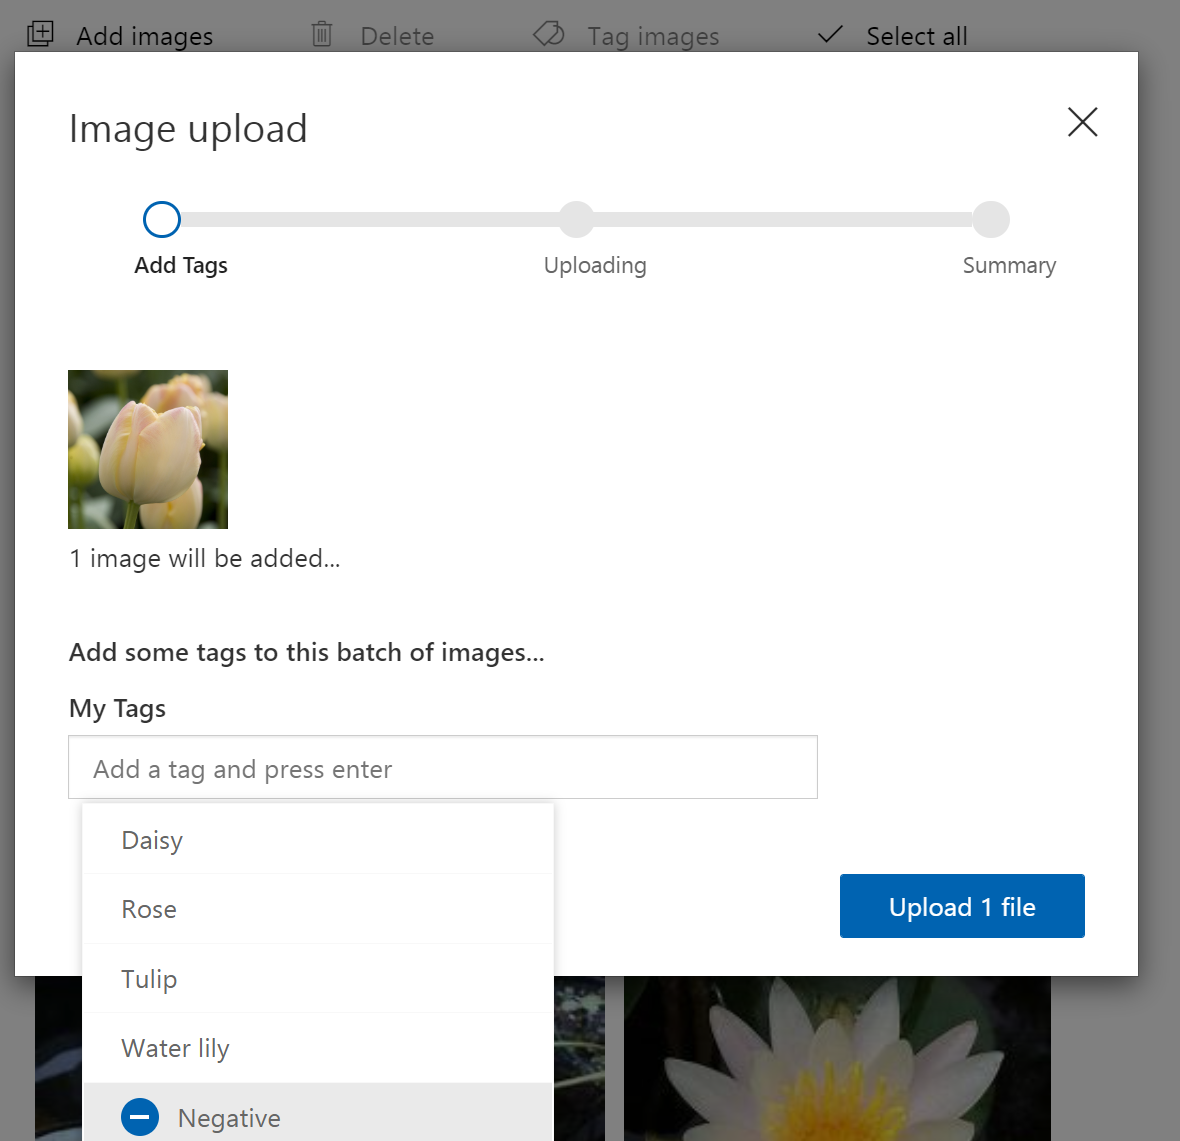 Add images Delete Tag images Select all
Image upload
Add Tags Uploading Summary
1 image will be added...
Add some tags to this batch of images...
My Tags
Add a tag and press enter
Daisy
Rose
Upload 1 file
Tulip
Water lily
Negative